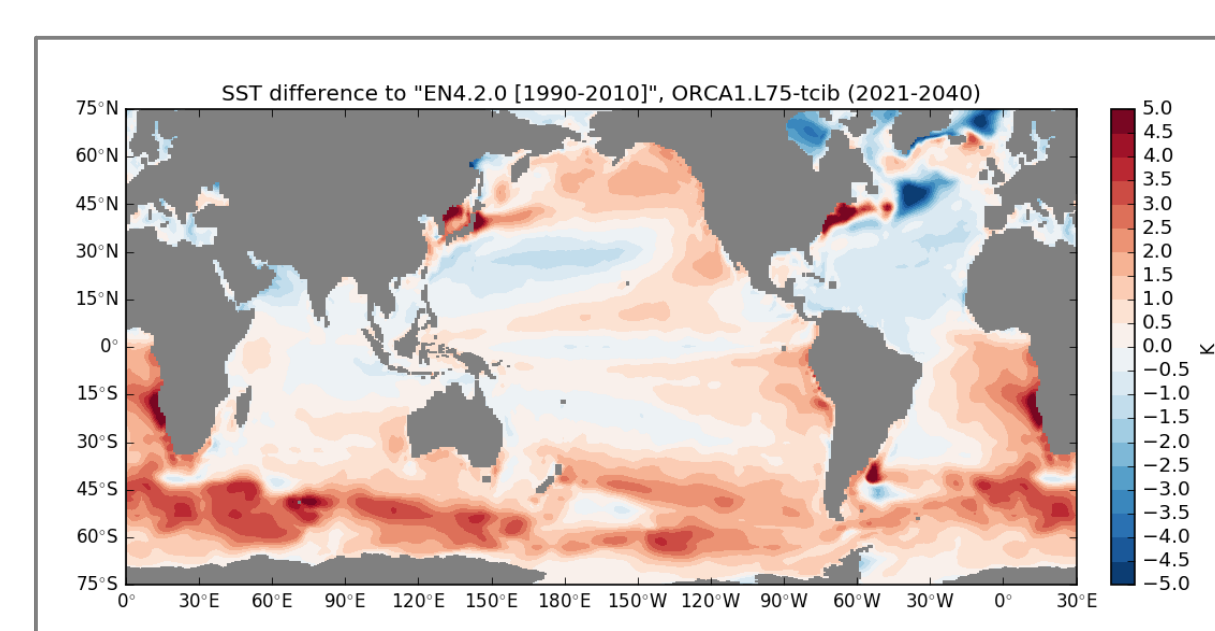 SST difference to "EN4.2.0 [1990-2010]", ORCA1.L75-tcib (2021-2040)
75°N
60°N
45°N
30°N
15°N
0°
15°S
30°S
45°S
60°S
75°S
0° 30°E 60°E 90°E 120°E 150°E 180°E 150°W 120°W 90°W 60°W 30°W 0° 30°E
5.0
4.5
4.0
3.5
3.0
2.5
2.0
1.5
1.0
0.5
0.0
−0.5
−1.0
−1.5
−2.0
−2.5
−3.0
−3.5
−4.0
−4.5
−5.0
K